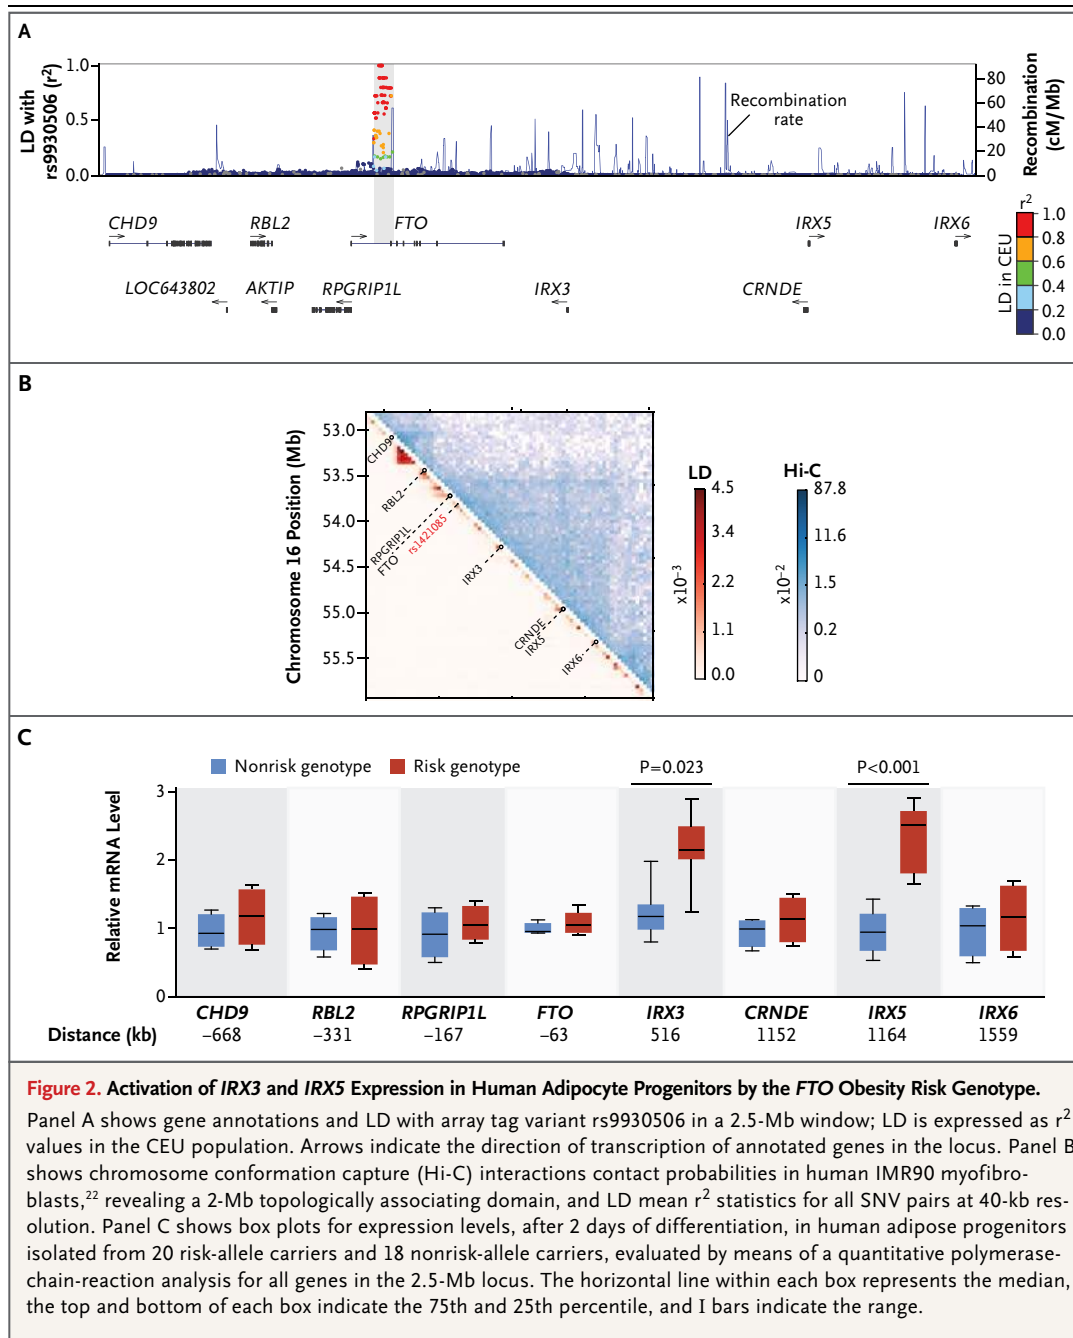 A
LD with
rs9930506 (r²)
1.0
0.5
0.0
Recombination
rate
80
60
40
20
0
Recombination
(cM/Mb)
CHD9
RBL2
FTO
IRX5
IRX6
LOC643802
AKTIP
RPGRIP1L
IRX3
CRNDE
r²
LD in CEU
1.0
0.8
0.6
0.4
0.2
0.0
B
Chromosome 16 Position (Mb)
53.0
53.5
54.0
54.5
55.0
55.5
CHD9
RBL2
RPGRIP1L
FTO
rs1421085
IRX3
CRNDE
IRX5
IRX6
LD
4.5
3.4
2.2
1.1
0.0
x10⁻³
Hi-C
87.8
11.6
1.5
0.2
0
x10⁻²
C
Nonrisk genotype Risk genotype
P=0.023 P<0.001
Relative mRNA Level
3
2
1
0
CHD9 RBL2 RPGRIP1L FTO IRX3 CRNDE IRX5 IRX6
Distance (kb) −668 −331 −167 −63 516 1152 1164 1559
Figure 2. Activation of IRX3 and IRX5 Expression in Human Adipocyte Progenitors by the FTO Obesity Risk Genotype.
Panel A shows gene annotations and LD with array tag variant rs9930506 in a 2.5-Mb window; LD is expressed as r²
values in the CEU population. Arrows indicate the direction of transcription of annotated genes in the locus. Panel B
shows chromosome conformation capture (Hi-C) interactions contact probabilities in human IMR90 myofibro-
blasts,²² revealing a 2-Mb topologically associating domain, and LD mean r² statistics for all SNV pairs at 40-kb res-
olution. Panel C shows box plots for expression levels, after 2 days of differentiation, in human adipose progenitors
isolated from 20 risk-allele carriers and 18 nonrisk-allele carriers, evaluated by means of a quantitative polymerase-
chain-reaction analysis for all genes in the 2.5-Mb locus. The horizontal line within each box represents the median,
the top and bottom of each box indicate the 75th and 25th percentile, and I bars indicate the range.